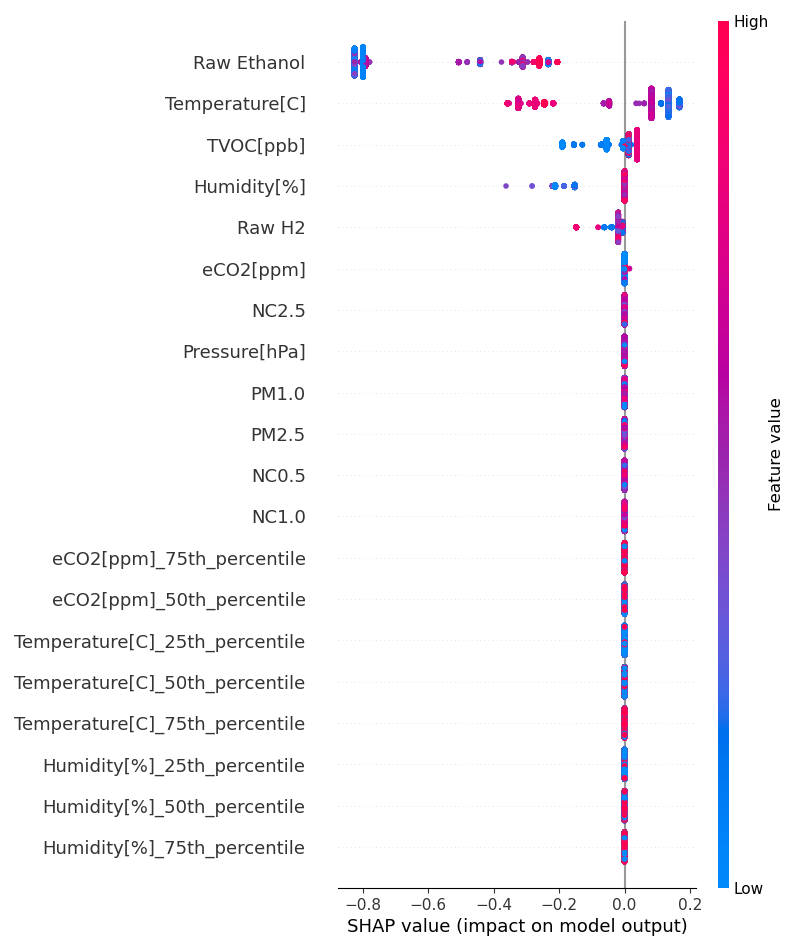 High
Raw Ethanol
Temperature[C]
TVOC[ppb]
Humidity[%]
Raw H2
eCO2[ppm]
NC2.5
Pressure[hPa]
PM1.0
PM2.5
NC0.5
NC1.0
eCO2[ppm]_75th_percentile
eCO2[ppm]_50th_percentile
Temperature[C]_25th_percentile
Temperature[C]_50th_percentile
Temperature[C]_75th_percentile
Humidity[%]_25th_percentile
Humidity[%]_50th_percentile
Humidity[%]_75th_percentile
Feature value
Low
−0.8 −0.6 −0.4 −0.2 0.0 0.2
SHAP value (impact on model output)